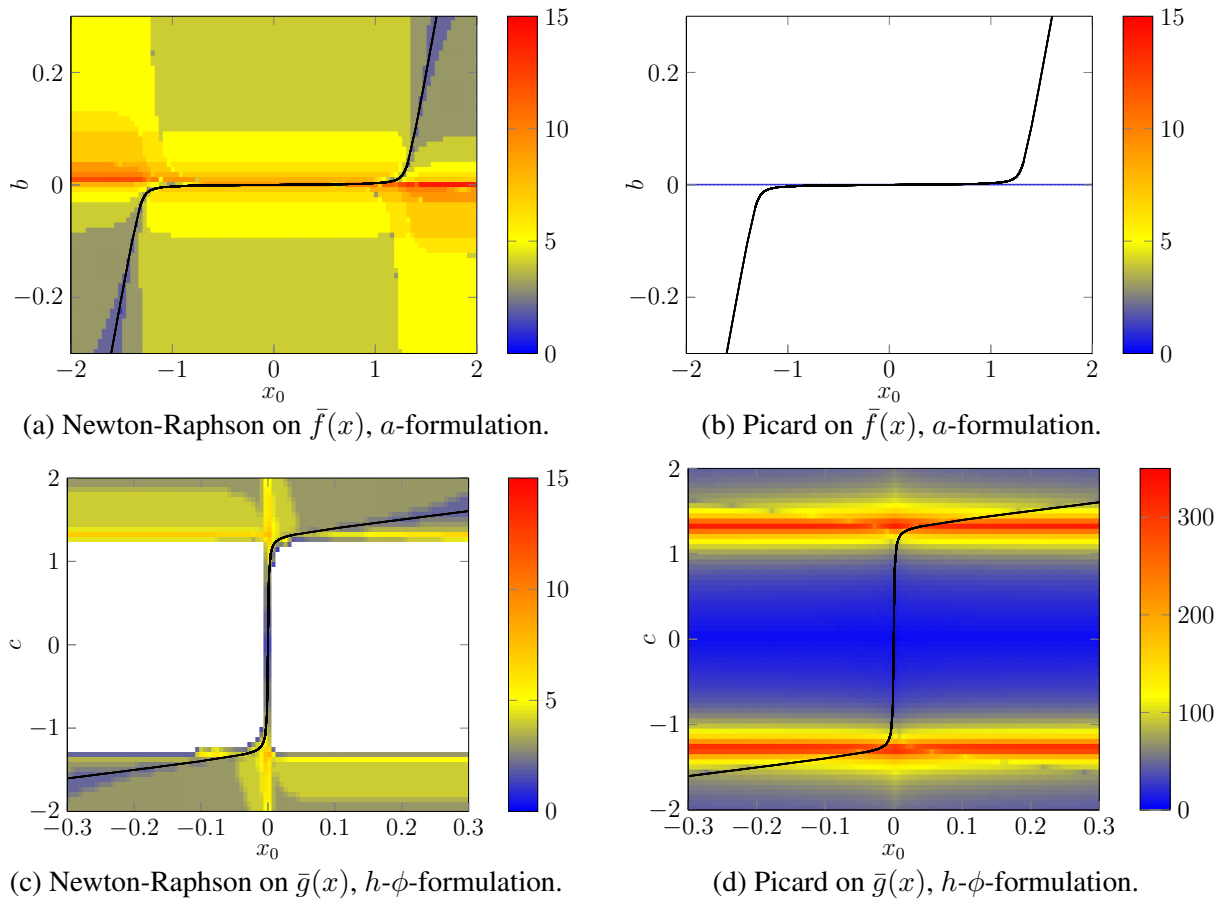 15
10
5
0
0.2
0
−0.2
b
−2 −1 0 1 2
x₀
(a) Newton-Raphson on f̄(x), a-formulation.
15
10
5
0
0.2
0
−0.2
b
−2 −1 0 1 2
x₀
(b) Picard on f̄(x), a-formulation.
15
10
5
0
2
1
0
−1
−2
c
−0.3 −0.2 −0.1 0 0.1 0.2 0.3
x₀
(c) Newton-Raphson on ḡ(x), h-ϕ-formulation.
300
200
100
0
2
1
0
−1
−2
c
−0.3 −0.2 −0.1 0 0.1 0.2 0.3
x₀
(d) Picard on ḡ(x), h-ϕ-formulation.